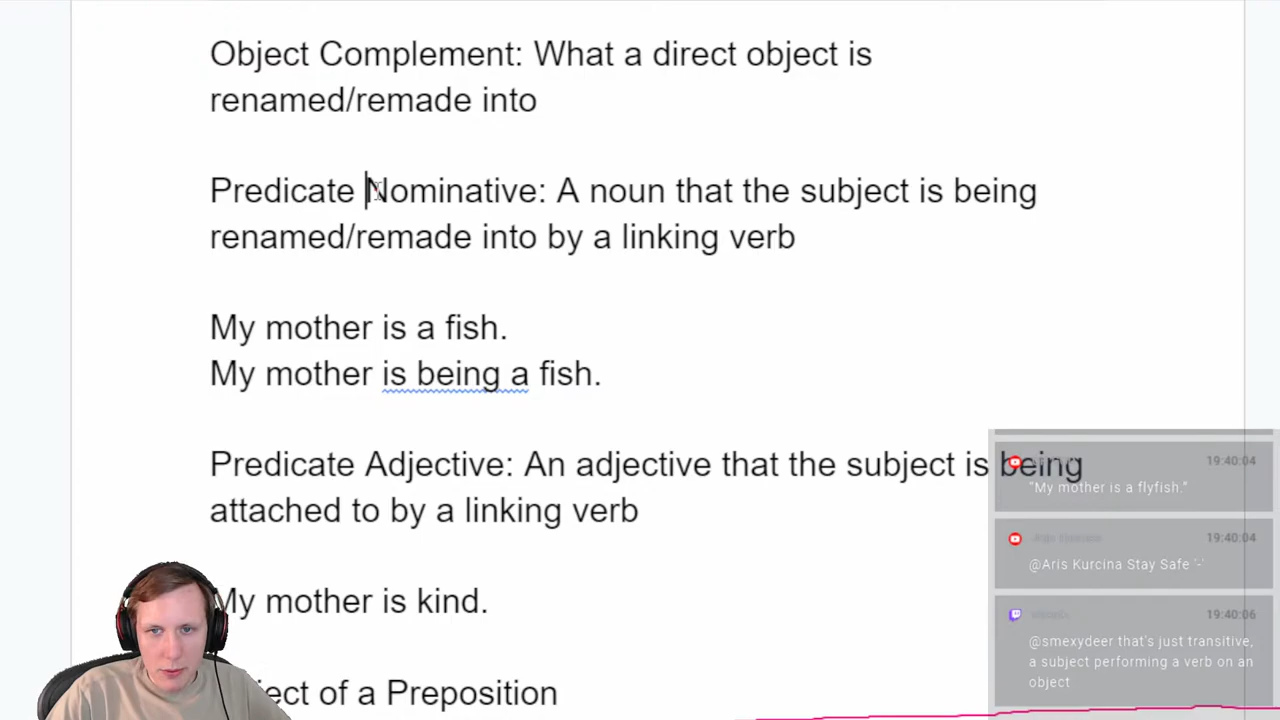 Object Complement: What a direct object is
renamed/remade into
Predicate Nominative: A noun that the subject is being
renamed/remade into by a linking verb
My mother is a fish.
My mother is being a fish.
Predicate Adjective: An adjective that the subject is being
attached to by a linking verb
My mother is kind.
ject of a Preposition
19:40:04
"My mother is a flyfish."
19:40:04
@Aris Kurcina Stay Safe '-'
19:40:06
@smexydeer that's just transitive,
a subject performing a verb on an
object